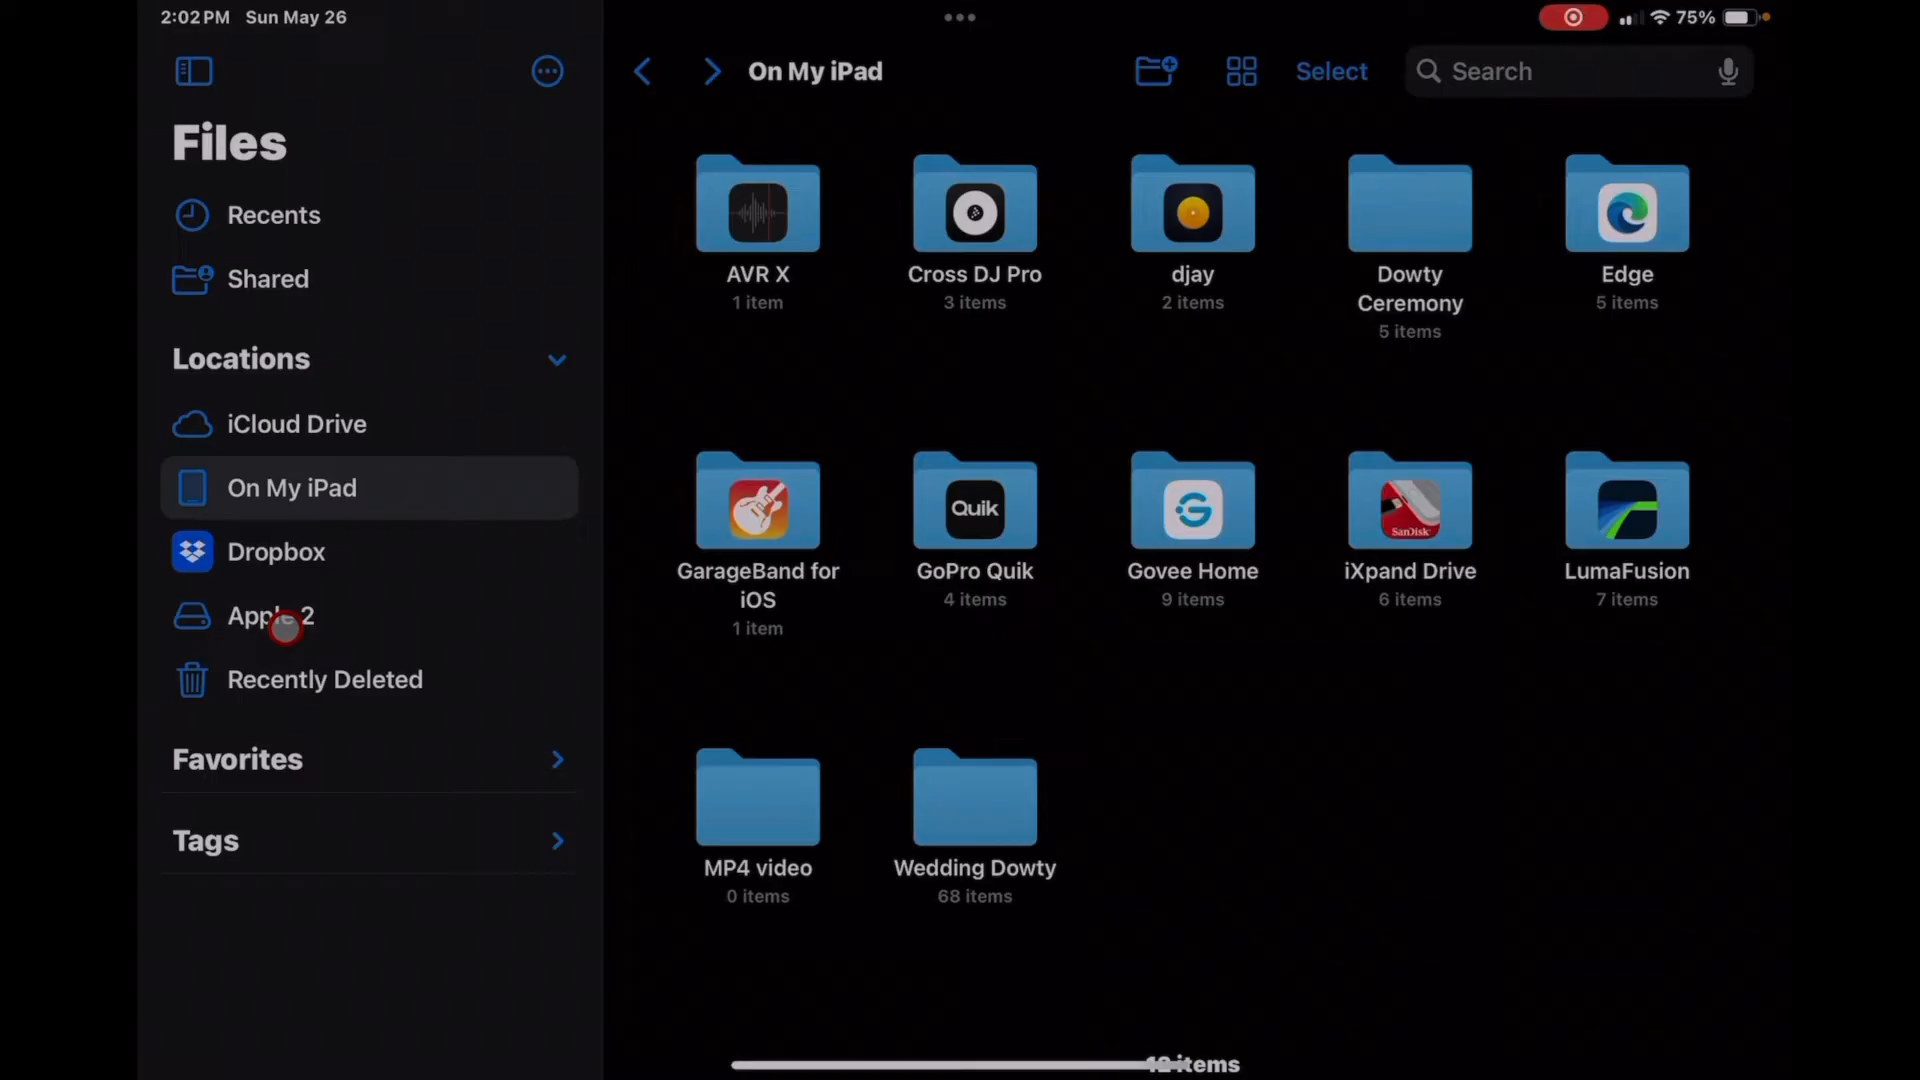 2:02 PM Sun May 26
75%
Files
On My iPad
Select
Search
Recents
Shared
Locations
iCloud Drive
On My iPad
Dropbox
Apple 2
Recently Deleted
Favorites
Tags
AVR X
1 item
Cross DJ Pro
3 items
djay
2 items
Dowty
Ceremony
5 items
Edge
5 items
GarageBand for
iOS
1 item
Quik
GoPro Quik
4 items
Govee Home
9 items
SanDisk
iXpand Drive
6 items
LumaFusion
7 items
MP4 video
0 items
Wedding Dowty
68 items
12 items